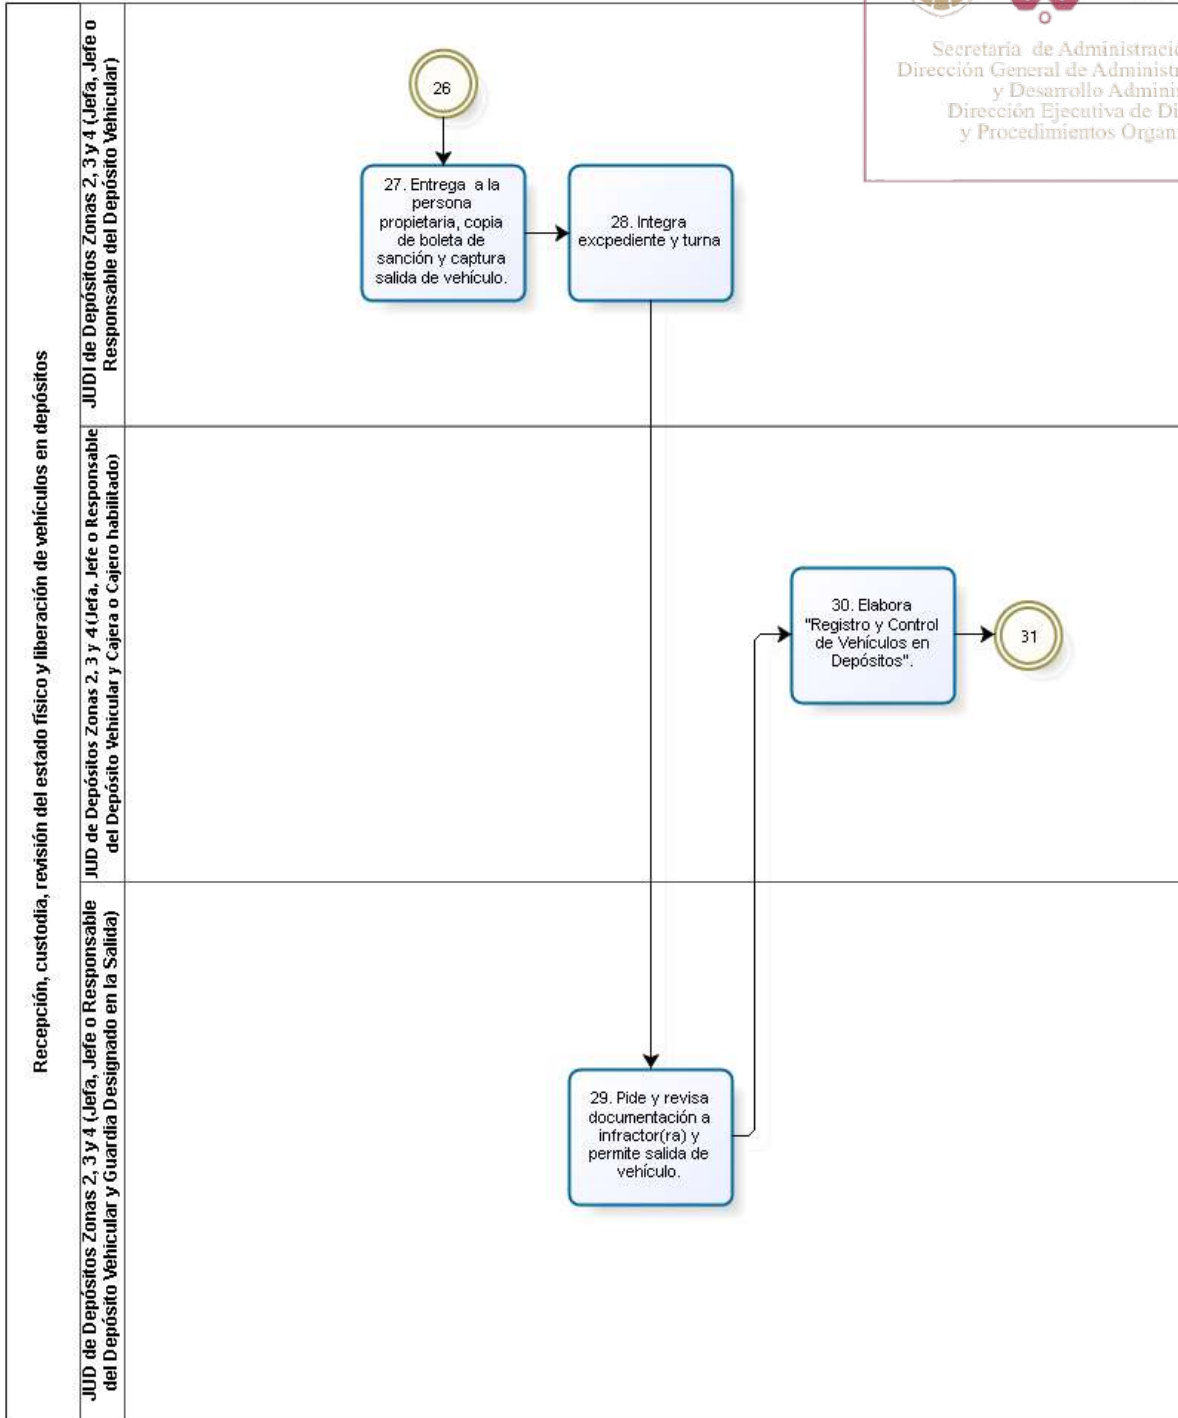 Secretaría de Administració
Dirección General de Administr
y Desarrollo Adminis
Dirección Ejecutiva de Di
y Procedimientos Organ
Recepción, custodia, revisión del estado físico y liberación de vehículos en depósitos
JUDI de Depósitos Zonas 2, 3 y 4 (Jefa, Jefe o
Responsable del Depósito Vehicular)
26
27. Entrega a la
persona
propietaria, copia
de boleta de
sanción y captura
salida de vehículo.
28. Integra
excpediente y turna
JUD de Depósitos Zonas 2, 3 y 4(Jefa, Jefe o Responsable
del Depósito Vehicular y Cajera o Cajero habilitado)
30. Elabora
"Registro y Control
de Vehículos en
Depósitos".
31
JUD de Depósitos Zonas 2, 3 y 4 (Jefa, Jefe o Responsable
del Depósito Vehicular y Guardia Designado en la Salida)
29. Pide y revisa
documentación a
infractor(ra) y
permite salida de
vehículo.